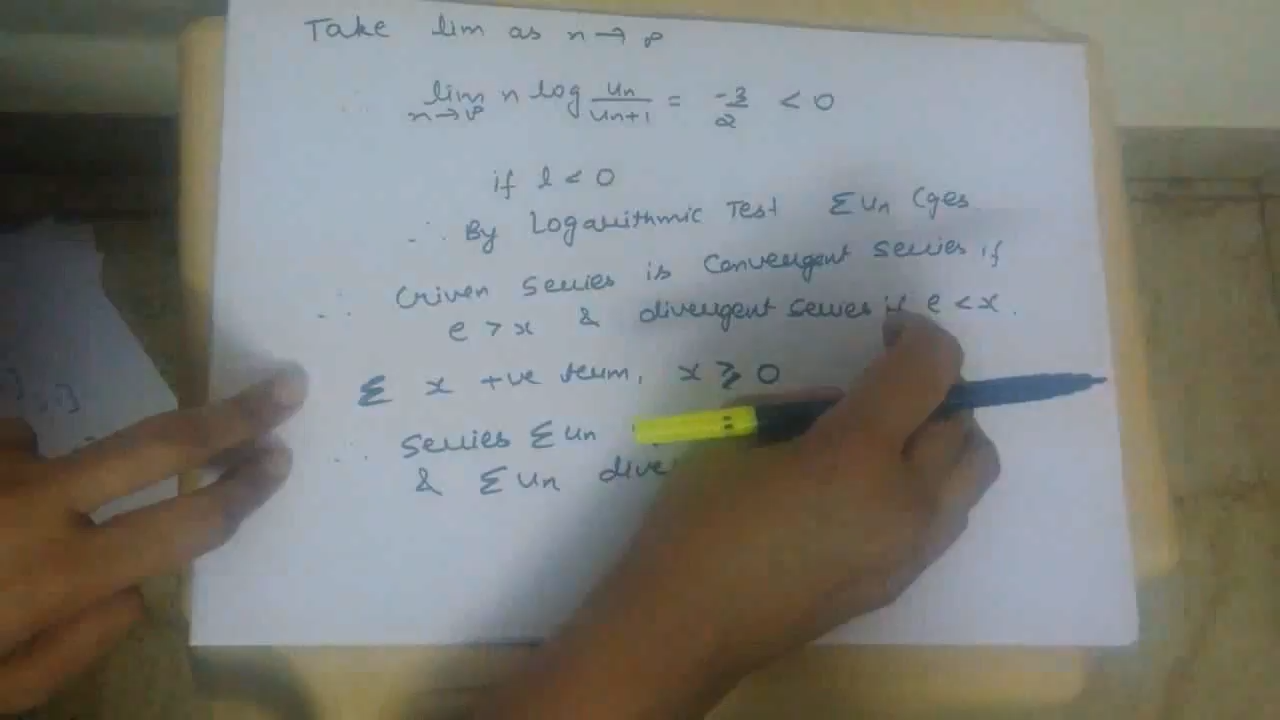 Take lim as n→∞
lim n→∞ n log un/un+1 = -3/2 < 0
if l < 0
∴ By Logarithmic Test Σun Cges
∴ Given Series is Convergent series if
e > x & divergent series if e < x.
Σ x +ve term, x ≥ 0
∴ Series Σun
& Σun dive